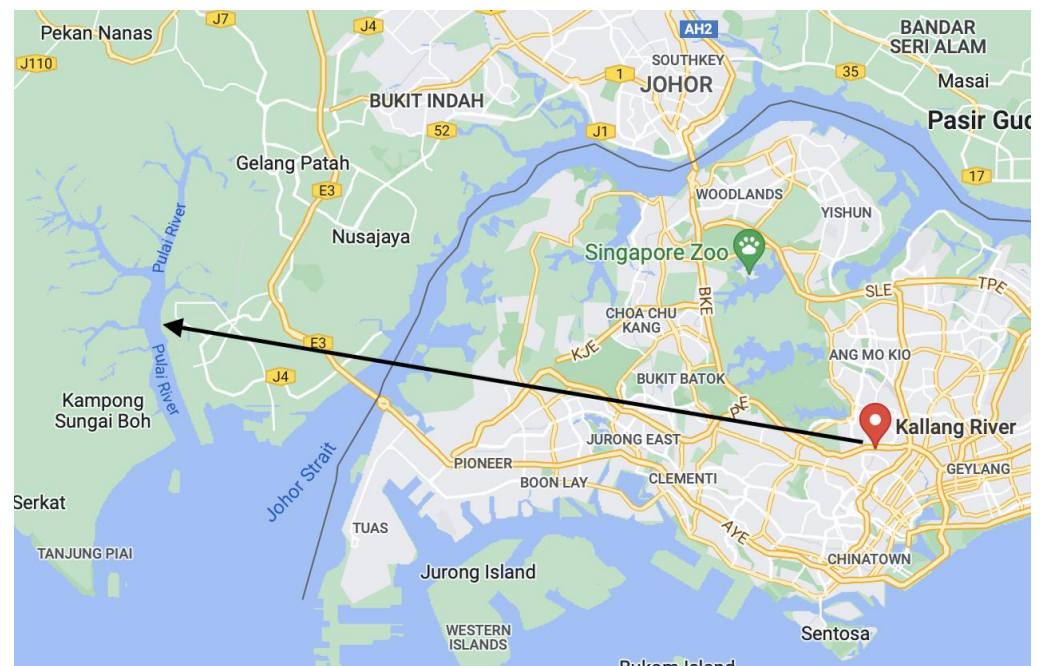 Pekan Nanas
J7
J4
AH2
BANDAR
SERI ALAM
J110
SOUTHKEY
1
JOHOR
35
Masai
BUKIT INDAH
52
J1
Pasir Gud
Gelang Patah
E3
17
WOODLANDS
YISHUN
Pulai River
Nusajaya
Singapore Zoo
SLE
TPE
BKE
CHOA CHU
KANG
E3
KJE
ANG MO KIO
Pulai River
J4
BUKIT BATOK
PIE
Kampong
Sungai Boh
Kallang River
JURONG EAST
PIONEER
GEYLANG
BOON LAY
CLEMENTI
Johor Strait
Serkat
TUAS
AYE
TANJUNG PIAI
CHINATOWN
Jurong Island
WESTERN
ISLANDS
Sentosa
Bukom Island